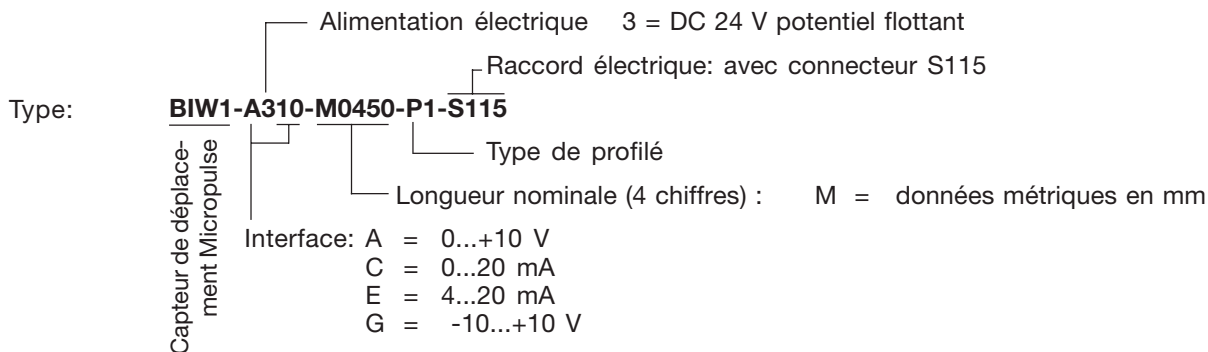 Alimentation électrique 3 = DC 24 V potentiel flottant
Raccord électrique: avec connecteur S115
Type: BIW1-A310-M0450-P1-S115
Type de profilé
Longueur nominale (4 chiffres) : M = données métriques en mm
Capteur de déplace-
ment Micropulse
Interface: A = 0...+10 V
C = 0...20 mA
E = 4...20 mA
G = -10...+10 V